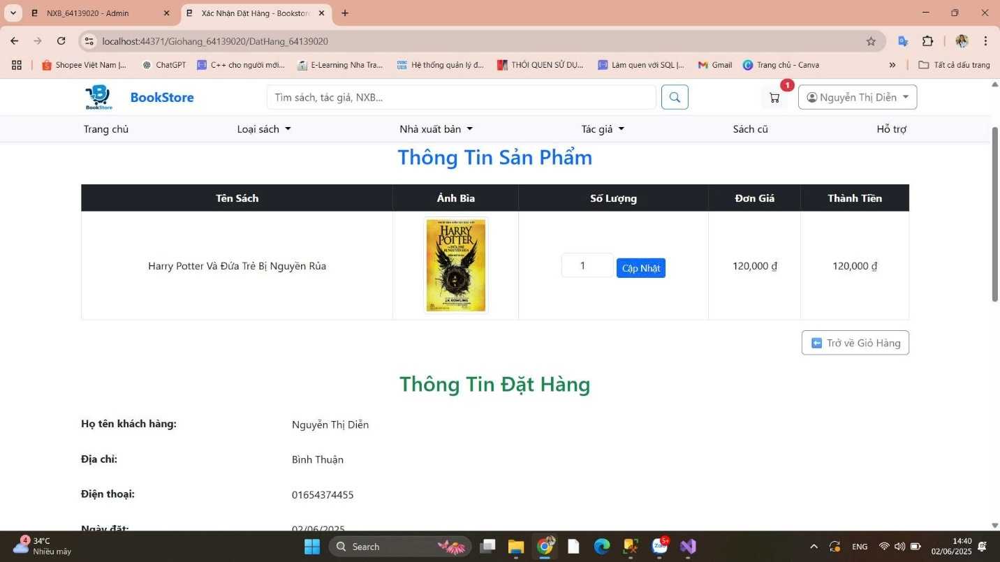 NXB_64139020 - Admin
Xác Nhận Đặt Hàng - Bookstore
localhost:44371/Giohang_64139020/DatHang_64139020
Shopee Việt Nam |...
ChatGPT
C++ cho người mới...
E-Learning Nha Tra...
Hệ thống quản lý đ...
THÓI QUEN SỬ DỤ...
Làm quen với SQL |...
Gmail
Trang chủ - Canva
»
Tất cả dấu trang
BookStore
BookStore
Tìm sách, tác giả, NXB...
1
Nguyễn Thị Diễn
Trang chủ
Loại sách
Nhà xuất bản
Tác giả
Sách cũ
Hỗ trợ
Thông Tin Sản Phẩm
Tên Sách
Ảnh Bìa
Số Lượng
Đơn Giá
Thành Tiền
Harry Potter Và Đứa Trẻ Bị Nguyền Rủa
HARRY
POTTER
J.K. ROWLING
1
Cập Nhật
120,000 ₫
120,000 ₫
Trở về Giỏ Hàng
Thông Tin Đặt Hàng
Họ tên khách hàng:
Nguyễn Thị Diễn
Địa chỉ:
Bình Thuận
Điện thoại:
01654374455
Ngày đặt:
02/06/2025
4
34°C
Nhiều mây
Search
Zalo
5+
ENG
14:40
02/06/2025